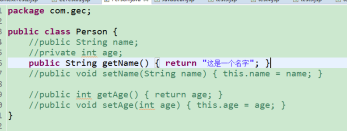 package com.gec;
public class Person {
//public String name;
//private int age;
public String getName() { return "这是一个名字"; }
//public void setName(String name) { this.name = name; }
//public int getAge() { return age; }
//public void setAge(int age) { this.age = age; }
}